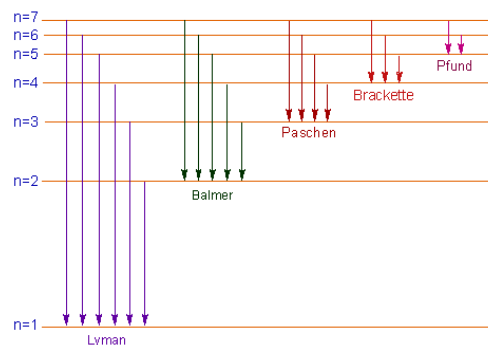 n=7
n=6
n=5
Pfund
n=4
Brackette
n=3
Paschen
n=2
Balmer
n=1
Lyman